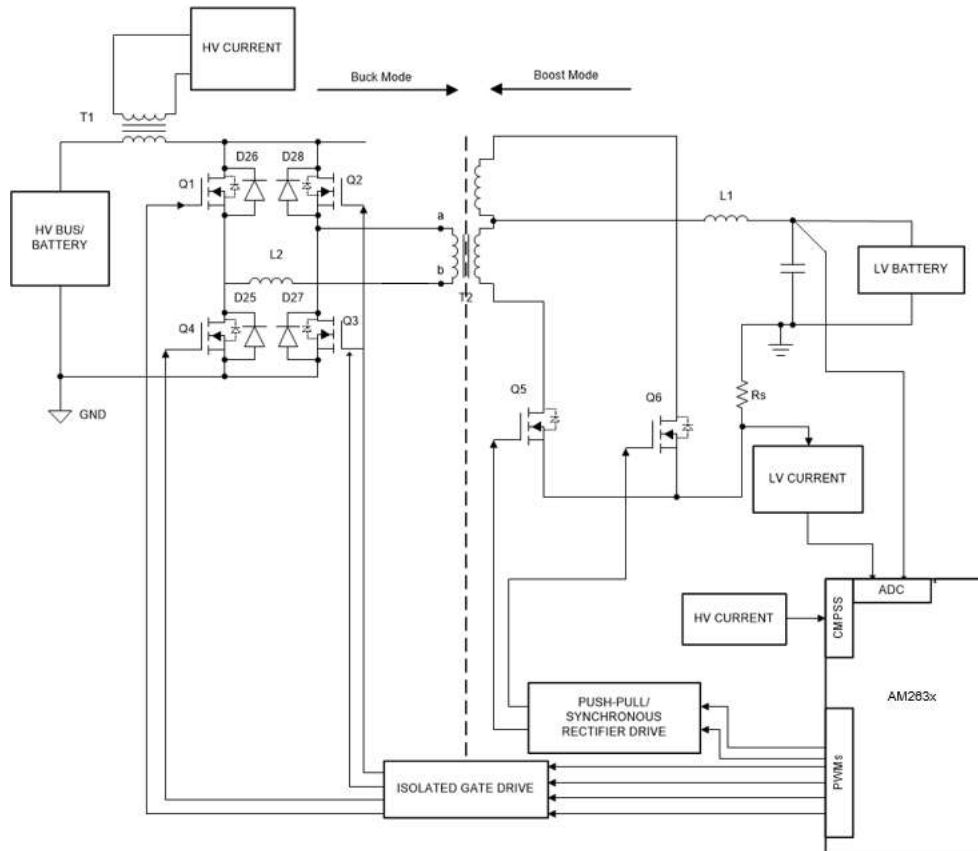 HV CURRENT
Buck Mode
Boost Mode
T1
D26
D28
Q1
Q2
HV BUS/
BATTERY
a
L1
L2
b
T2
LV BATTERY
D25
D27
Q4
Q3
GND
Q5
Q6
Rs
LV CURRENT
ADC
HV CURRENT
CMPSS
AM263x
PUSH-PULL/
SYNCHRONOUS
RECTIFIER DRIVE
PWMs
ISOLATED GATE DRIVE